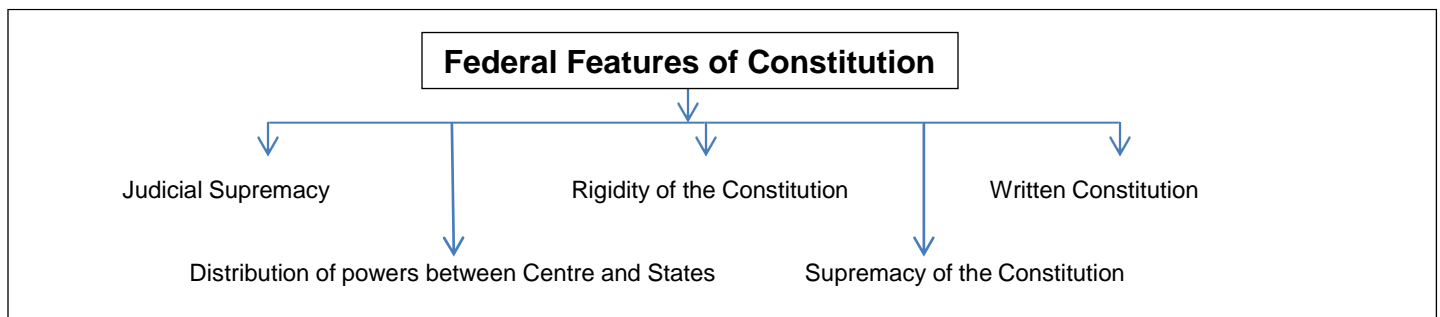 Federal Features of Constitution
Judicial Supremacy
Rigidity of the Constitution
Written Constitution
Distribution of powers between Centre and States
Supremacy of the Constitution